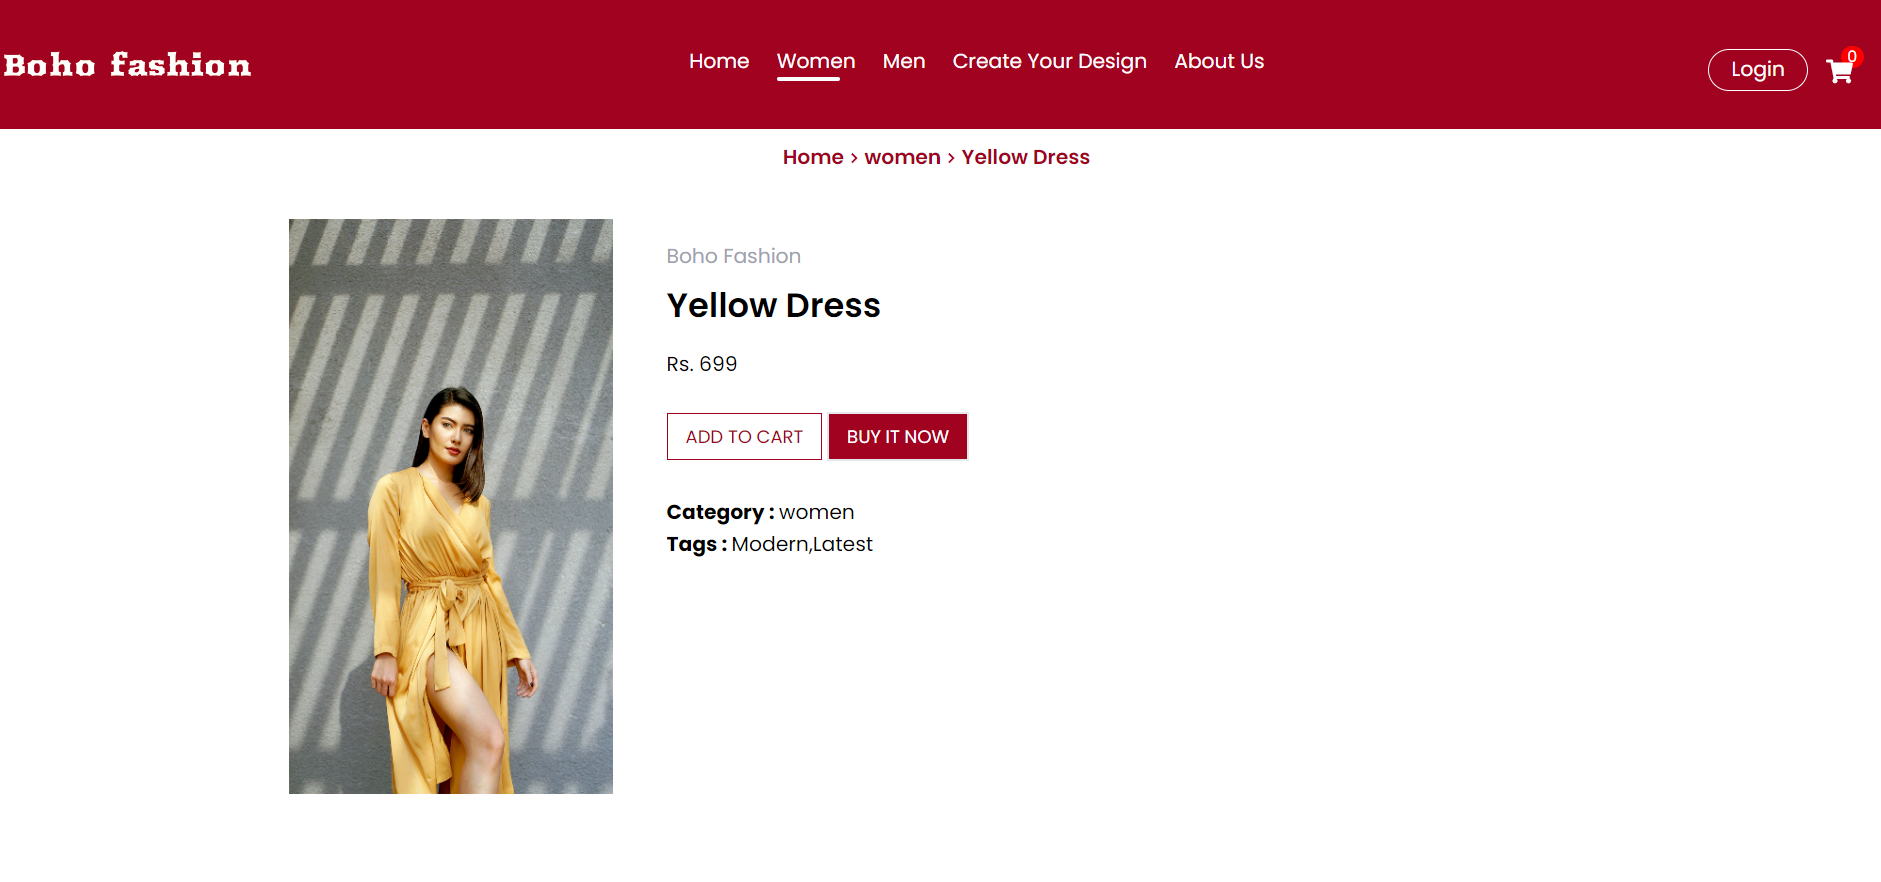 Boho fashion
Home Women Men Create Your Design About Us
Login
0
Home > women > Yellow Dress
Boho Fashion
Yellow Dress
Rs. 699
ADD TO CART BUY IT NOW
Category : women
Tags : Modern,Latest